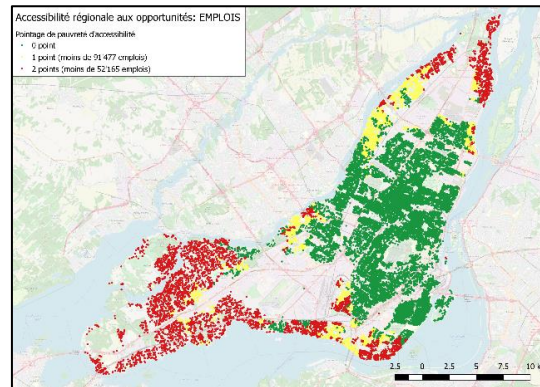 Accessibilité régionale aux opportunités: EMPLOIS
Pointage de pauvreté d'accessibilité
0 point
1 point (moins de 91'477 emplois)
2 points (moins de 52'165 emplois)
2.5 0 2.5 5 7.5 10 k